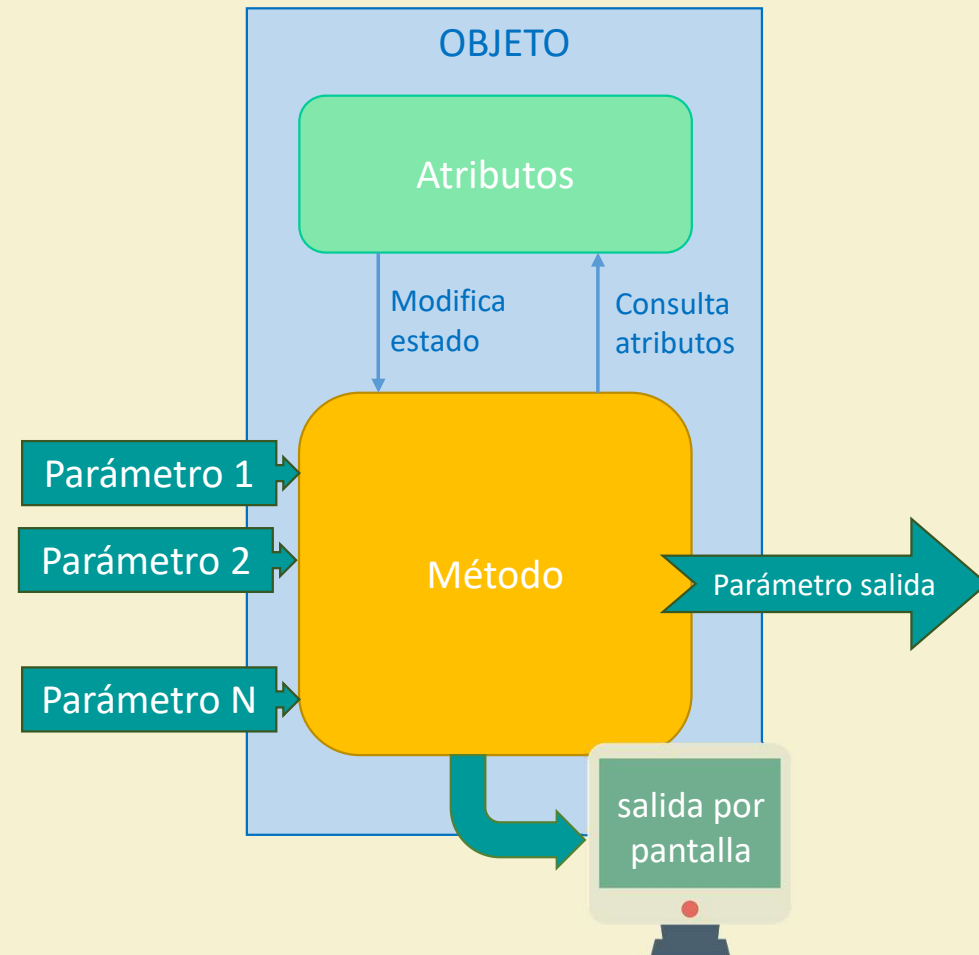 OBJETO
Atributos
Modifica
estado
Consulta
atributos
Parámetro 1
Parámetro 2
Parámetro N
Método
Parámetro salida
salida por
pantalla